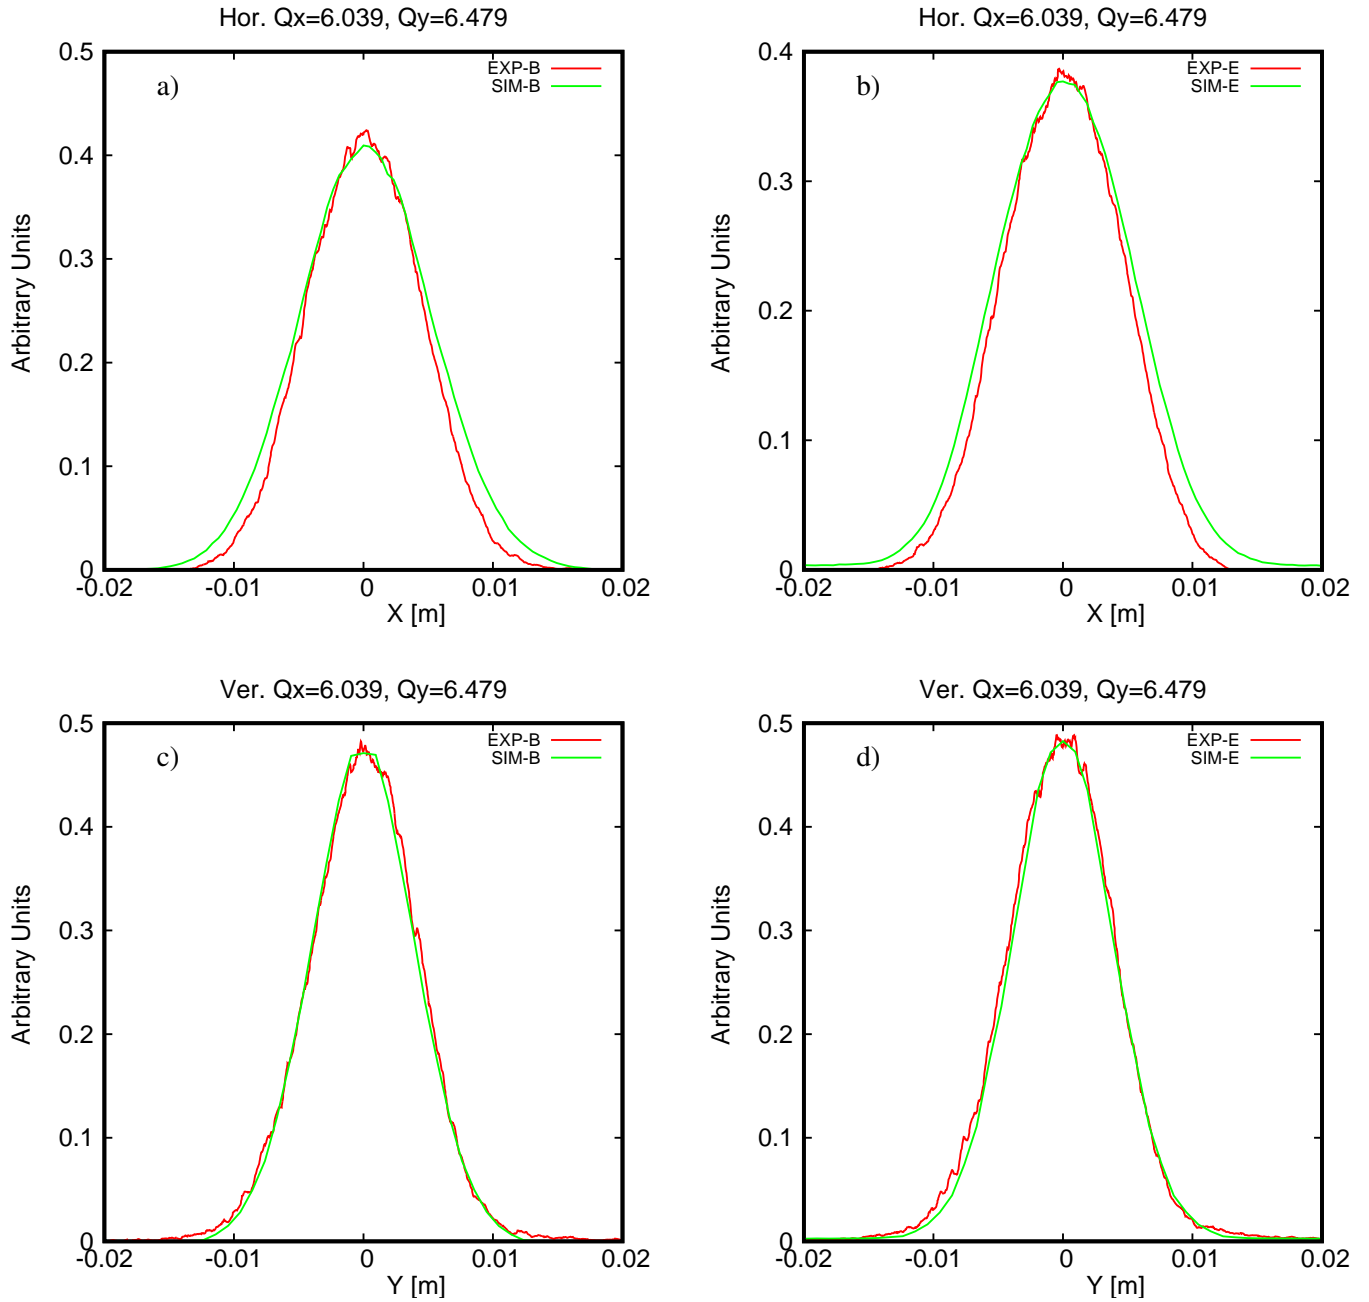 Hor. Qx=6.039, Qy=6.479
a)
EXP-B
SIM-B
0.5
0.4
0.3
0.2
0.1
0
Arbitrary Units
-0.02 -0.01 0 0.01 0.02
X [m]
Hor. Qx=6.039, Qy=6.479
b)
EXP-E
SIM-E
0.4
0.3
0.2
0.1
0
Arbitrary Units
-0.02 -0.01 0 0.01 0.02
X [m]
Ver. Qx=6.039, Qy=6.479
c)
EXP-B
SIM-B
0.5
0.4
0.3
0.2
0.1
0
Arbitrary Units
-0.02 -0.01 0 0.01 0.02
Y [m]
Ver. Qx=6.039, Qy=6.479
d)
EXP-E
SIM-E
0.5
0.4
0.3
0.2
0.1
0
Arbitrary Units
-0.02 -0.01 0 0.01 0.02
Y [m]